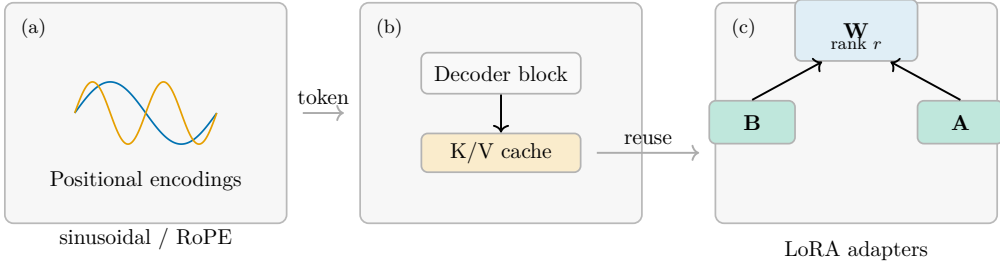 (a)
Positional encodings
sinusoidal / RoPE
token
(b)
Decoder block
K/V cache
reuse
(c)
W
rank r
B
A
LoRA adapters